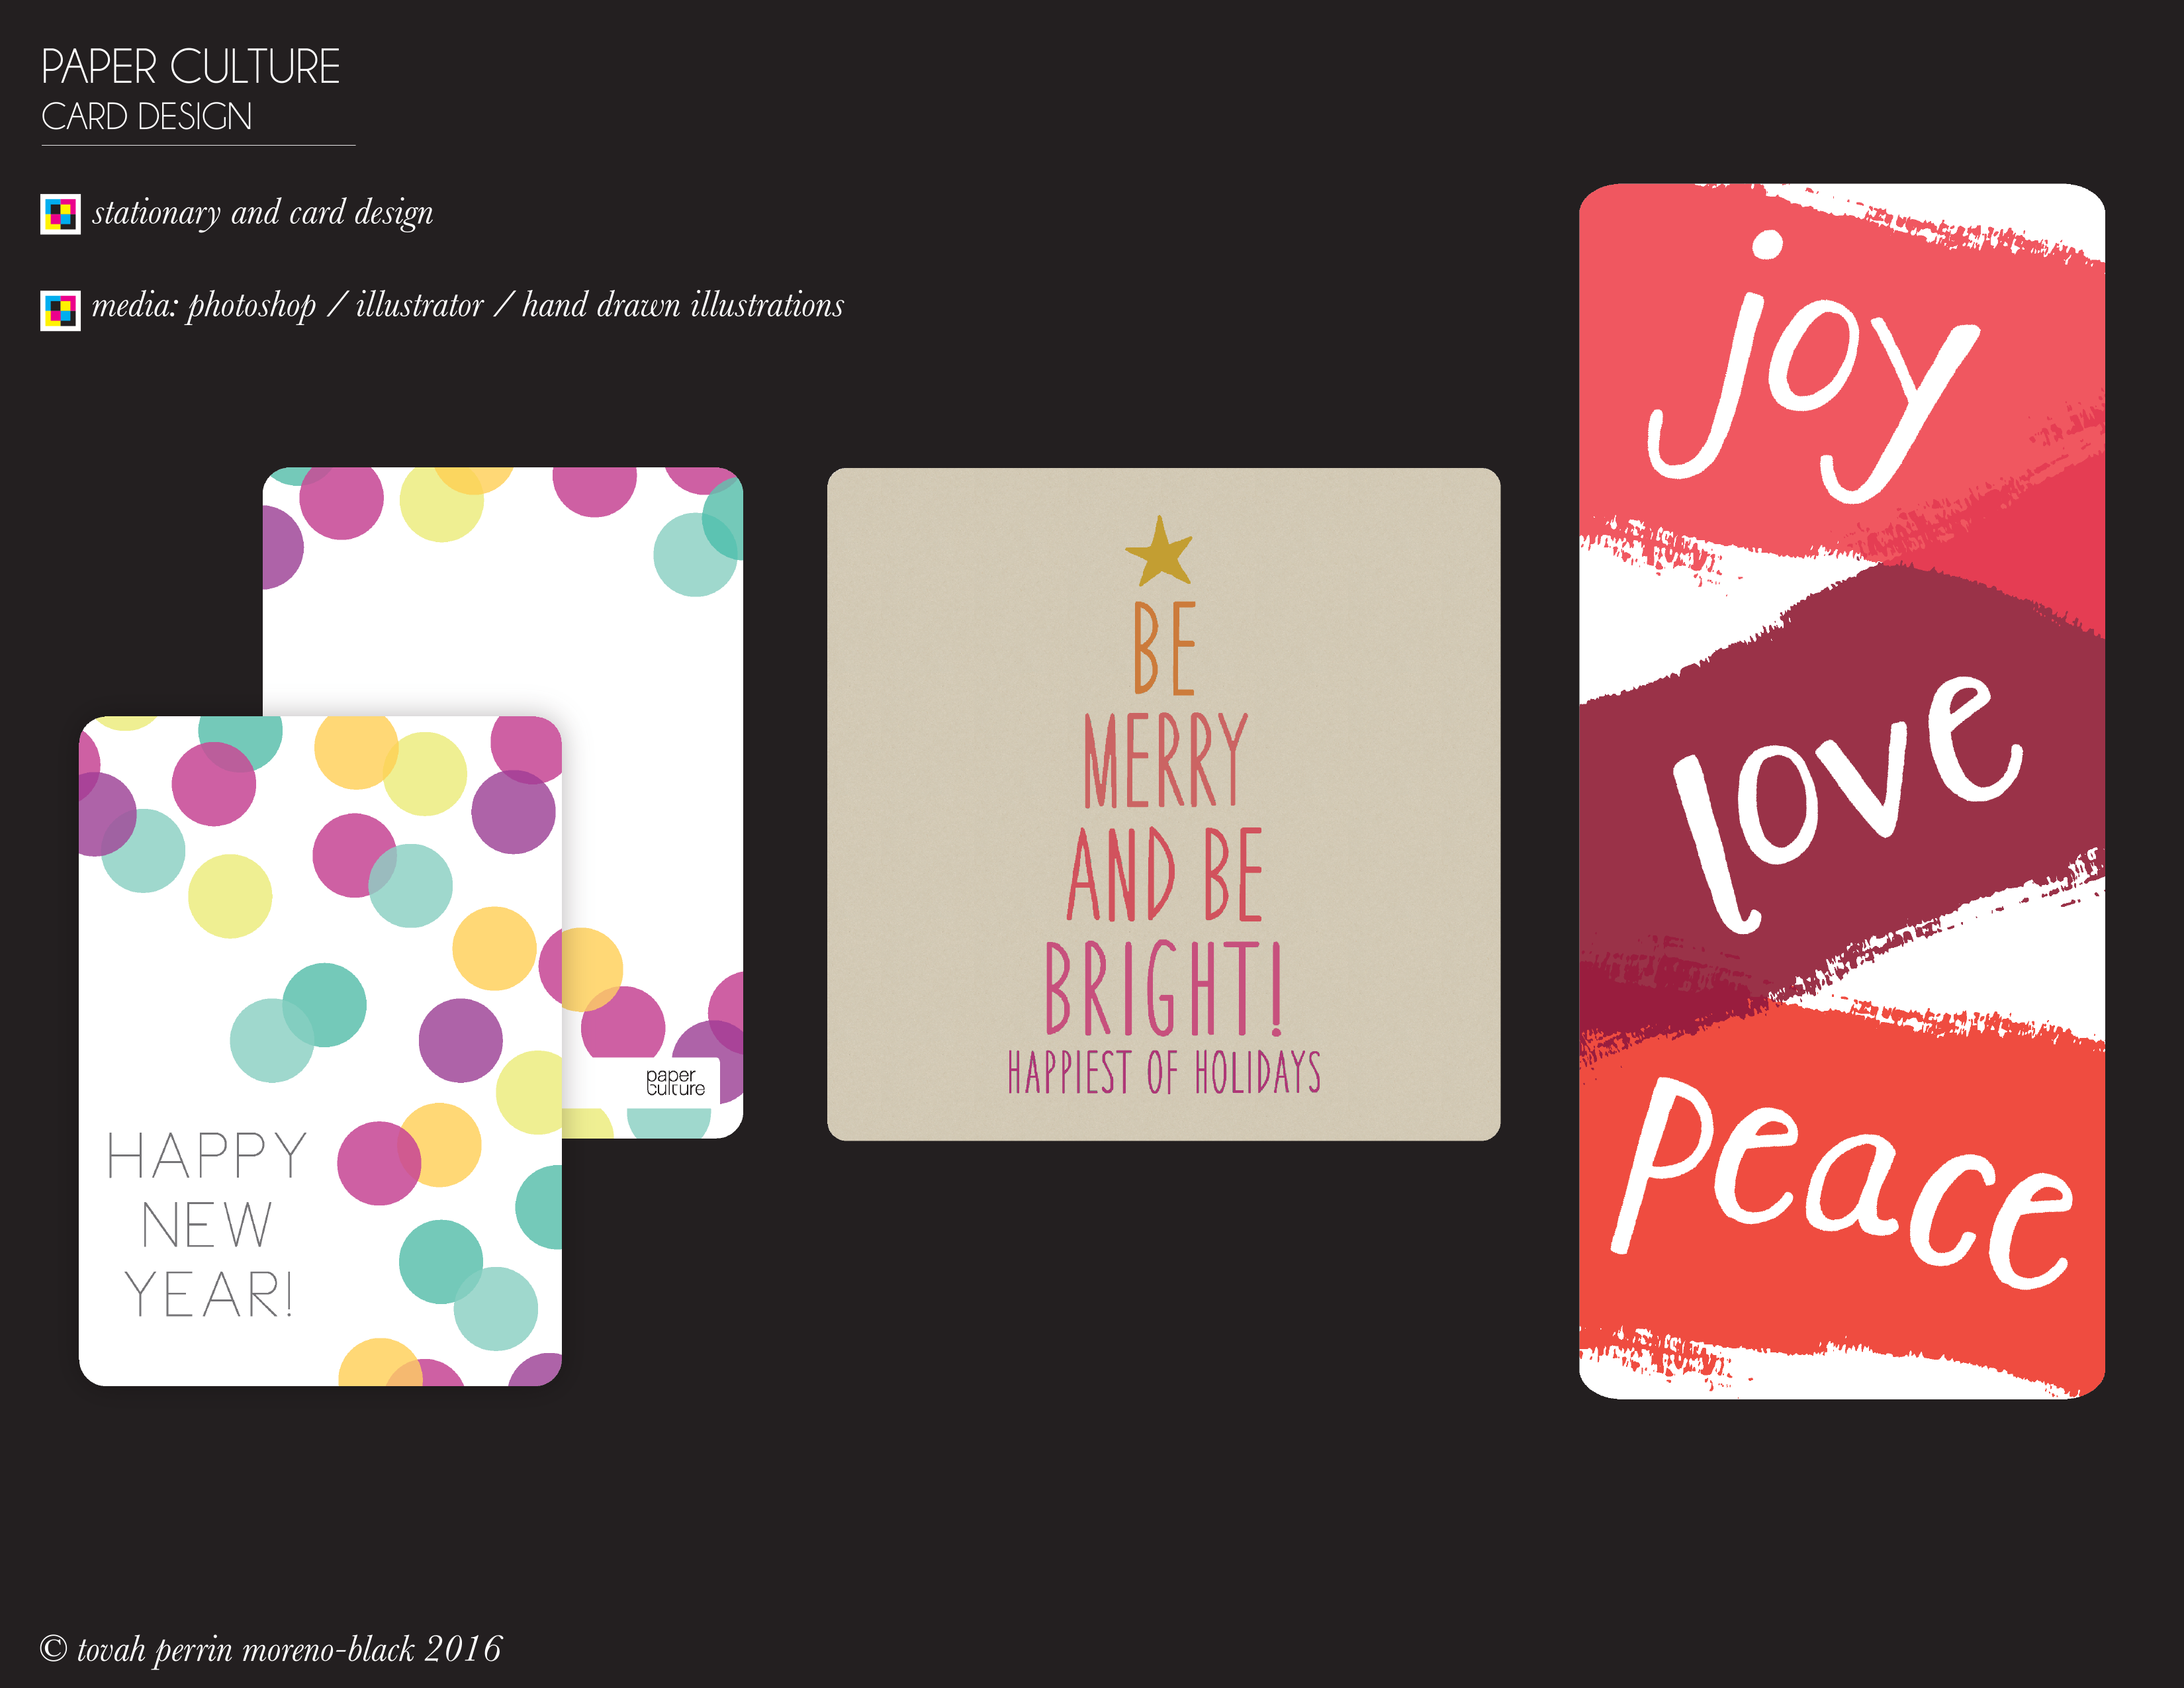 PAPER CULTURE
CARD DESIGN
stationary and card design
media: photoshop / illustrator / hand drawn illustrations
HAPPY
NEW
YEAR!
paper
culture
BE
MERRY
AND BE
BRIGHT!
HAPPIEST OF HOLIDAYS
joy
love
peace
© tovah perrin moreno-black 2016